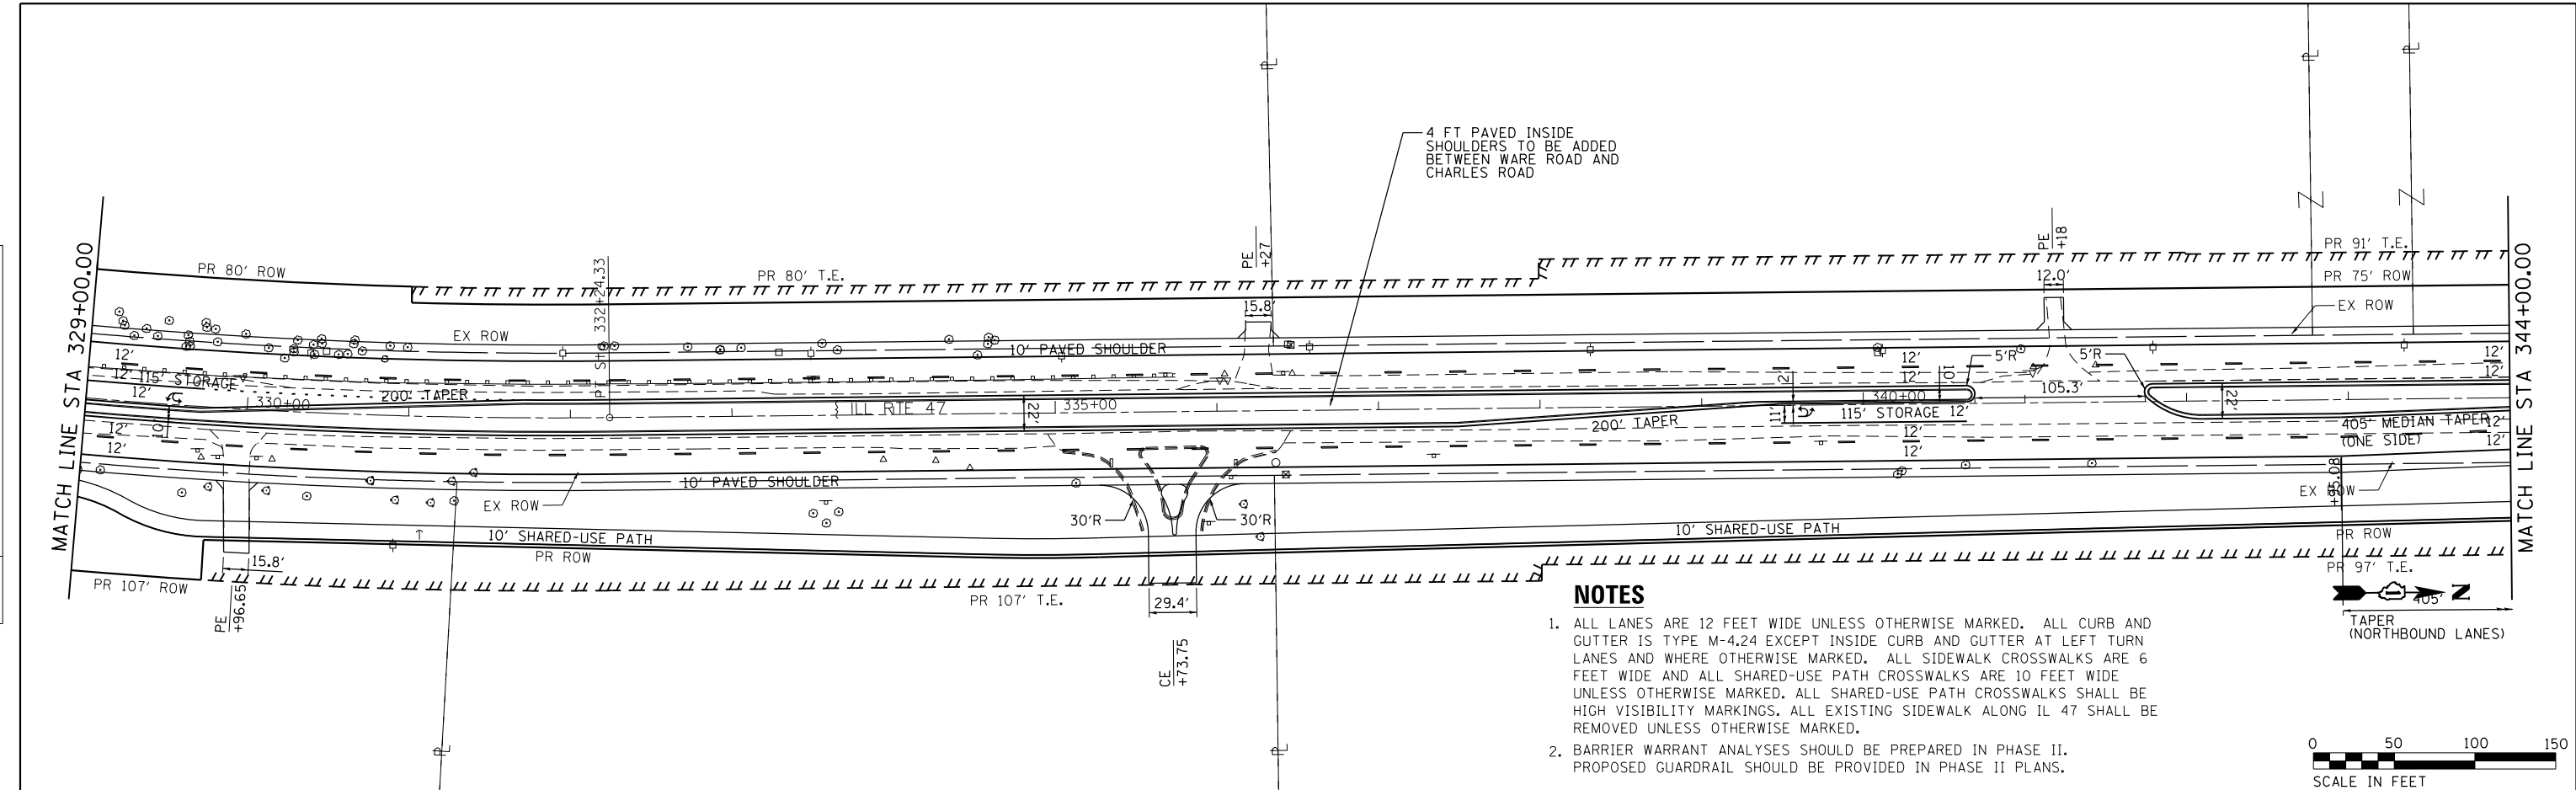 4 FT PAVED INSIDE
SHOULDERS TO BE ADDED
BETWEEN WARE ROAD AND
CHARLES ROAD
MATCH LINE STA 329+00.00
MATCH LINE STA 344+00.00
PR 80' ROW
PR 80' T.E.
PR 91' T.E.
PR 75' ROW
EX ROW
EX ROW
PE
+27
PE
+18
15.8'
12.0'
PT STA 332+24.33
10' PAVED SHOULDER
12'
12'
115' STORAGE
12'
200' TAPER
330+00
ILL RTE 47
22'
335+00
10'
12'
12'
12'
12'
2'
10'
5'R
5'R
105.3'
340+00
11'
115' STORAGE 12'
200' TAPER
12'
12'
22'
12'
12'
405' MEDIAN TAPER
(ONE SIDE)
12'
12'
10' PAVED SHOULDER
EX ROW
EX ROW
30'R
30'R
10' SHARED-USE PATH
10' SHARED-USE PATH
PR ROW
PR ROW
15.8'
PR 107' ROW
PE
+96.65
PR 107' T.E.
29.4'
CE
+73.75
PR 97' T.E.
N
405'
TAPER
(NORTHBOUND LANES)
NOTES
1. ALL LANES ARE 12 FEET WIDE UNLESS OTHERWISE MARKED. ALL CURB AND
GUTTER IS TYPE M-4.24 EXCEPT INSIDE CURB AND GUTTER AT LEFT TURN
LANES AND WHERE OTHERWISE MARKED. ALL SIDEWALK CROSSWALKS ARE 6
FEET WIDE AND ALL SHARED-USE PATH CROSSWALKS ARE 10 FEET WIDE
UNLESS OTHERWISE MARKED. ALL SHARED-USE PATH CROSSWALKS SHALL BE
HIGH VISIBILITY MARKINGS. ALL EXISTING SIDEWALK ALONG IL 47 SHALL BE
REMOVED UNLESS OTHERWISE MARKED.
2. BARRIER WARRANT ANALYSES SHOULD BE PREPARED IN PHASE II.
PROPOSED GUARDRAIL SHOULD BE PROVIDED IN PHASE II PLANS.
0 50 100 150
SCALE IN FEET